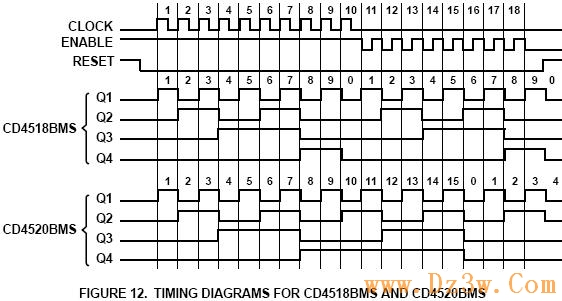 1 2 3 4 5 6 7 8 9 10 11 12 13 14 15 16 17 18
CLOCK
ENABLE
RESET
1 2 3 4 5 6 7 8 9 0 1 2 3 4 5 6 7 8 9 0
Q1
Q2
CD4518BMS
Q3
Q4
1 2 3 4 5 6 7 8 9 10 11 12 13 14 15 0 1 2 3 4
Q1
Q2
CD4520BMS
Q3
Q4
www.Dz3w.com
FIGURE 12. TIMING DIAGRAMS FOR CD4518BMS AND CD4520BMS